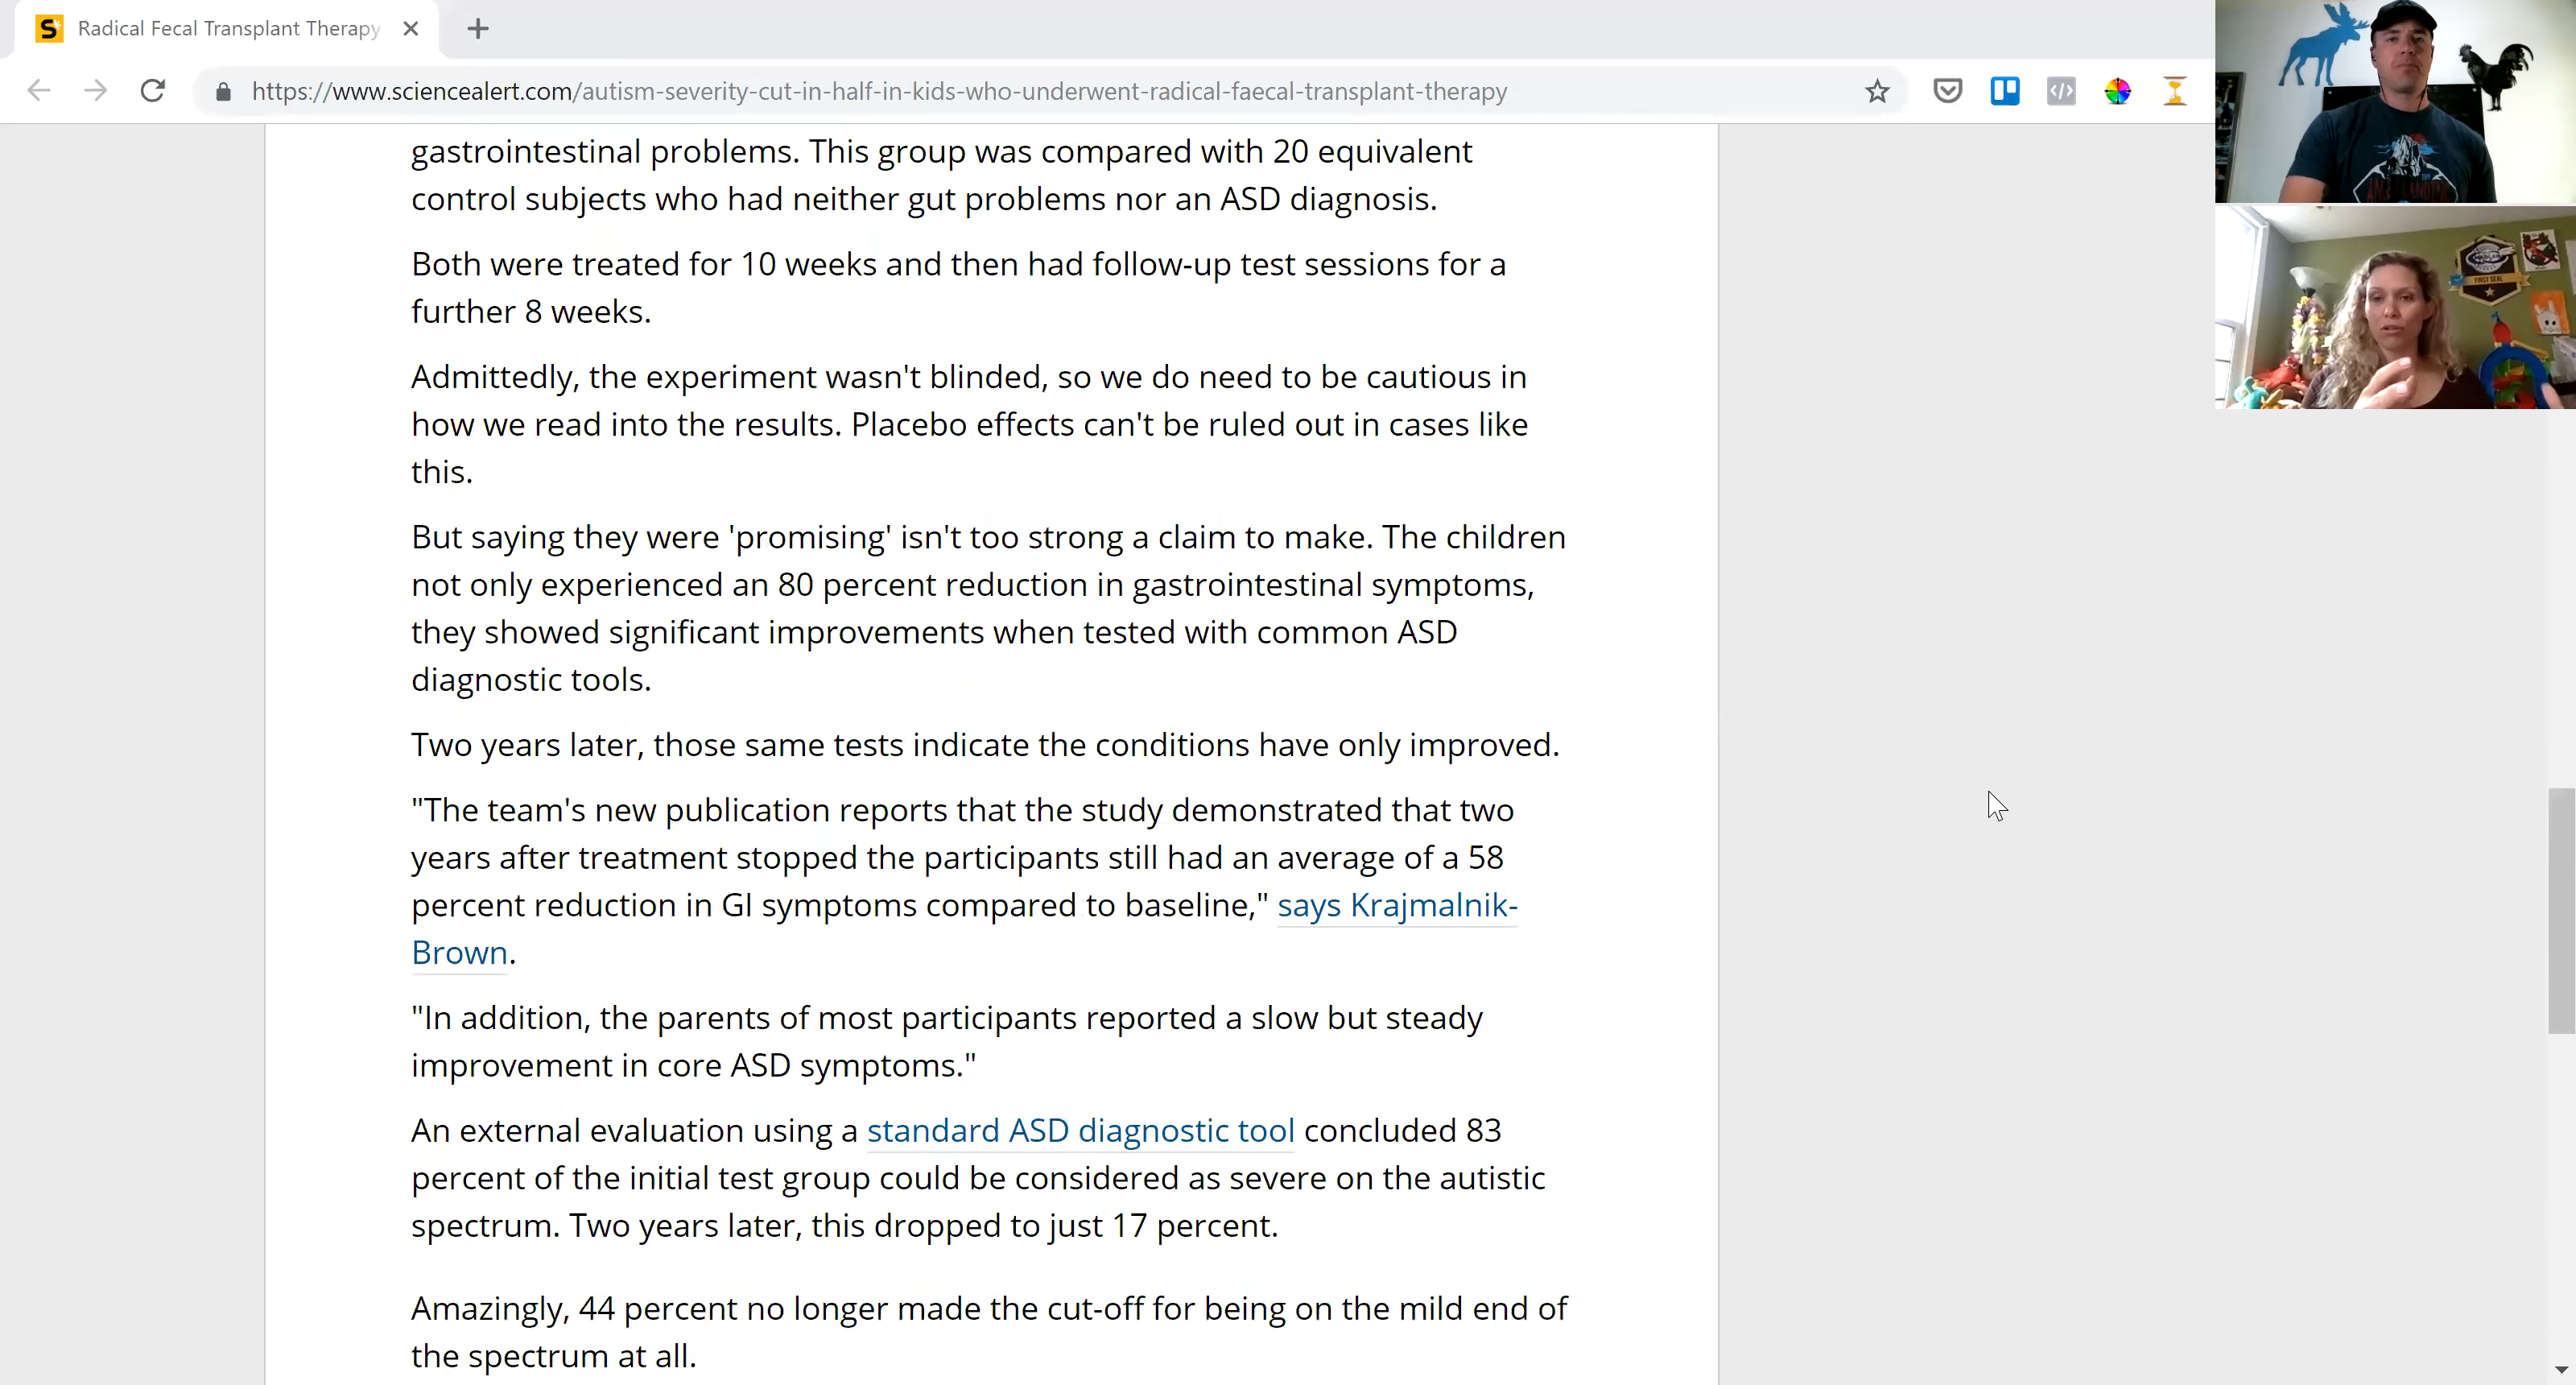 Radical Fecal Transplant Therapy
https://www.sciencealert.com/autism-severity-cut-in-half-in-kids-who-underwent-radical-faecal-transplant-therapy
gastrointestinal problems. This group was compared with 20 equivalent
control subjects who had neither gut problems nor an ASD diagnosis.
Both were treated for 10 weeks and then had follow-up test sessions for a
further 8 weeks.
Admittedly, the experiment wasn't blinded, so we do need to be cautious in
how we read into the results. Placebo effects can't be ruled out in cases like
this.
But saying they were 'promising' isn't too strong a claim to make. The children
not only experienced an 80 percent reduction in gastrointestinal symptoms,
they showed significant improvements when tested with common ASD
diagnostic tools.
Two years later, those same tests indicate the conditions have only improved.
"The team's new publication reports that the study demonstrated that two
years after treatment stopped the participants still had an average of a 58
percent reduction in GI symptoms compared to baseline," says Krajmalnik-
Brown.
"In addition, the parents of most participants reported a slow but steady
improvement in core ASD symptoms."
An external evaluation using a standard ASD diagnostic tool concluded 83
percent of the initial test group could be considered as severe on the autistic
spectrum. Two years later, this dropped to just 17 percent.
Amazingly, 44 percent no longer made the cut-off for being on the mild end of
the spectrum at all.
FIRST SEAL